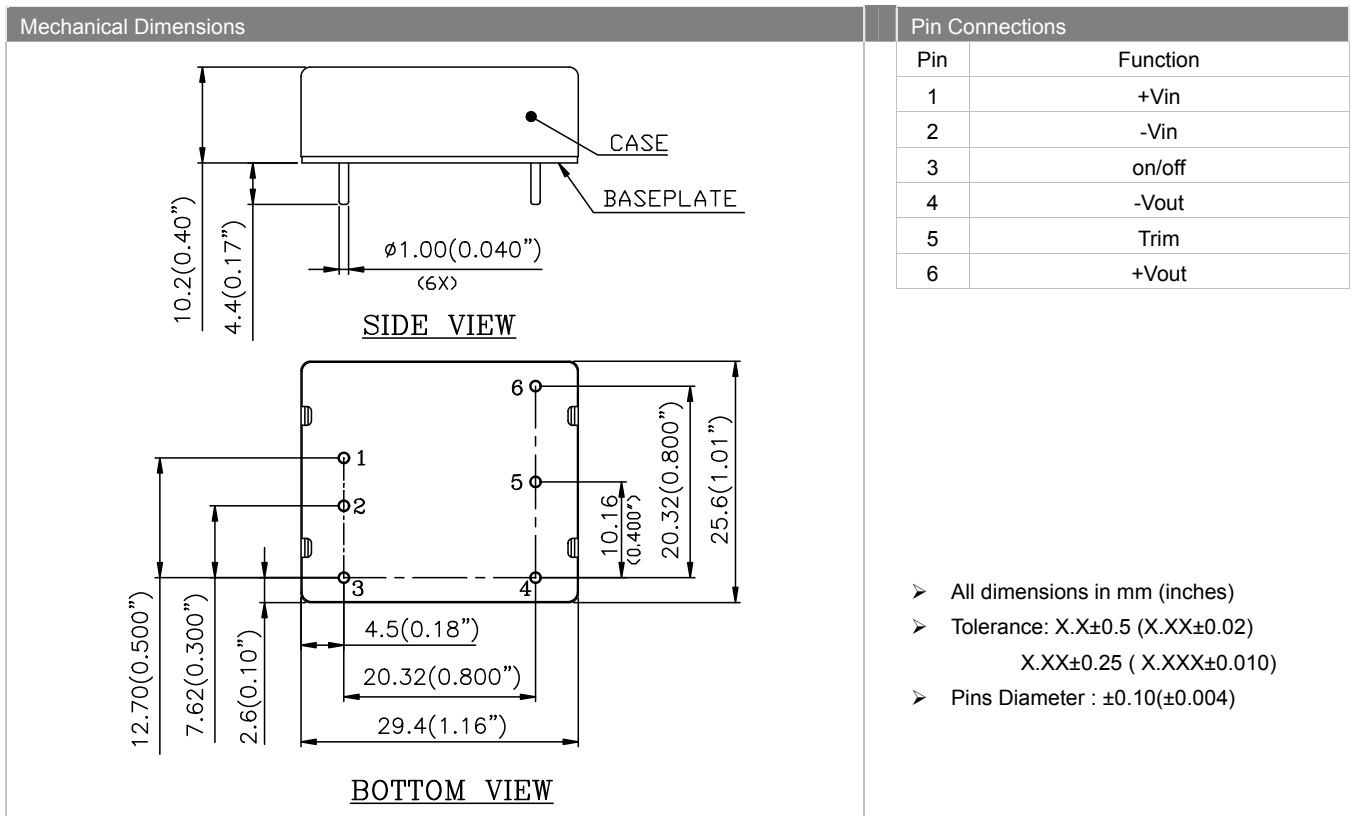 Mechanical Dimensions
CASE
BASEPLATE
10.2(0.40")
4.4(0.17")
ø1.00(0.040")
(6X)
SIDE VIEW
6
1
5
2
3
4
10.16
(0.400")
20.32(0.800")
25.6(1.01")
12.70(0.500")
7.62(0.300")
2.6(0.10")
4.5(0.18")
20.32(0.800")
29.4(1.16")
BOTTOM VIEW
Pin Connections
Pin Function
1 +Vin
2 -Vin
3 on/off
4 -Vout
5 Trim
6 +Vout
➢ All dimensions in mm (inches)
➢ Tolerance: X.X±0.5 (X.XX±0.02)
X.XX±0.25 ( X.XXX±0.010)
➢ Pins Diameter : ±0.10(±0.004)